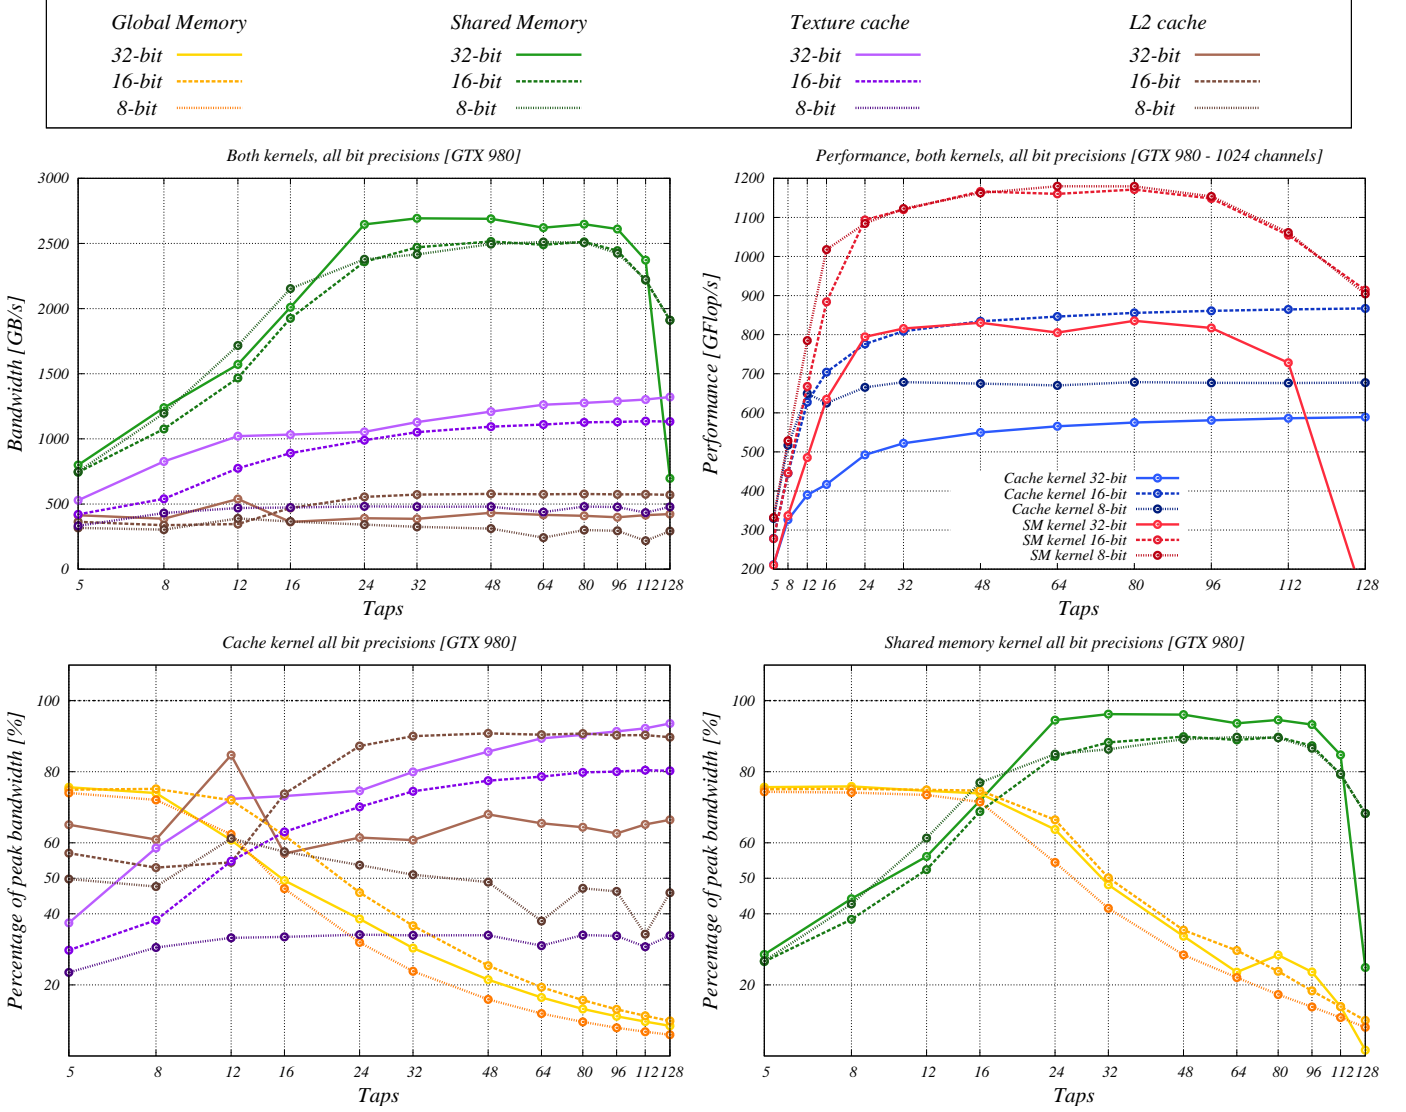 Global Memory Shared Memory Texture cache L2 cache
32-bit 32-bit 32-bit 32-bit
16-bit 16-bit 16-bit 16-bit
8-bit 8-bit 8-bit 8-bit
Both kernels, all bit precisions [GTX 980]
3000
2500
2000
1500
1000
500
0
Bandwidth [GB/s]
5 8 12 16 24 32 48 64 80 96 112 128
Taps
Performance, both kernels, all bit precisions [GTX 980 - 1024 channels]
1200
1100
1000
900
800
700
600
500
400
300
200
Performance [GFlop/s]
Cache kernel 32-bit
Cache kernel 16-bit
Cache kernel 8-bit
SM kernel 32-bit
SM kernel 16-bit
SM kernel 8-bit
5 8 12 16 24 32 48 64 80 96 112 128
Taps
Cache kernel all bit precisions [GTX 980]
100
80
60
50
40
20
Percentage of peak bandwidth [%]
5 8 12 16 24 32 48 64 80 96 112 128
Taps
Shared memory kernel all bit precisions [GTX 980]
100
80
60
50
40
20
Percentage of peak bandwidth [%]
5 8 12 16 24 32 48 64 80 96 112 128
Taps